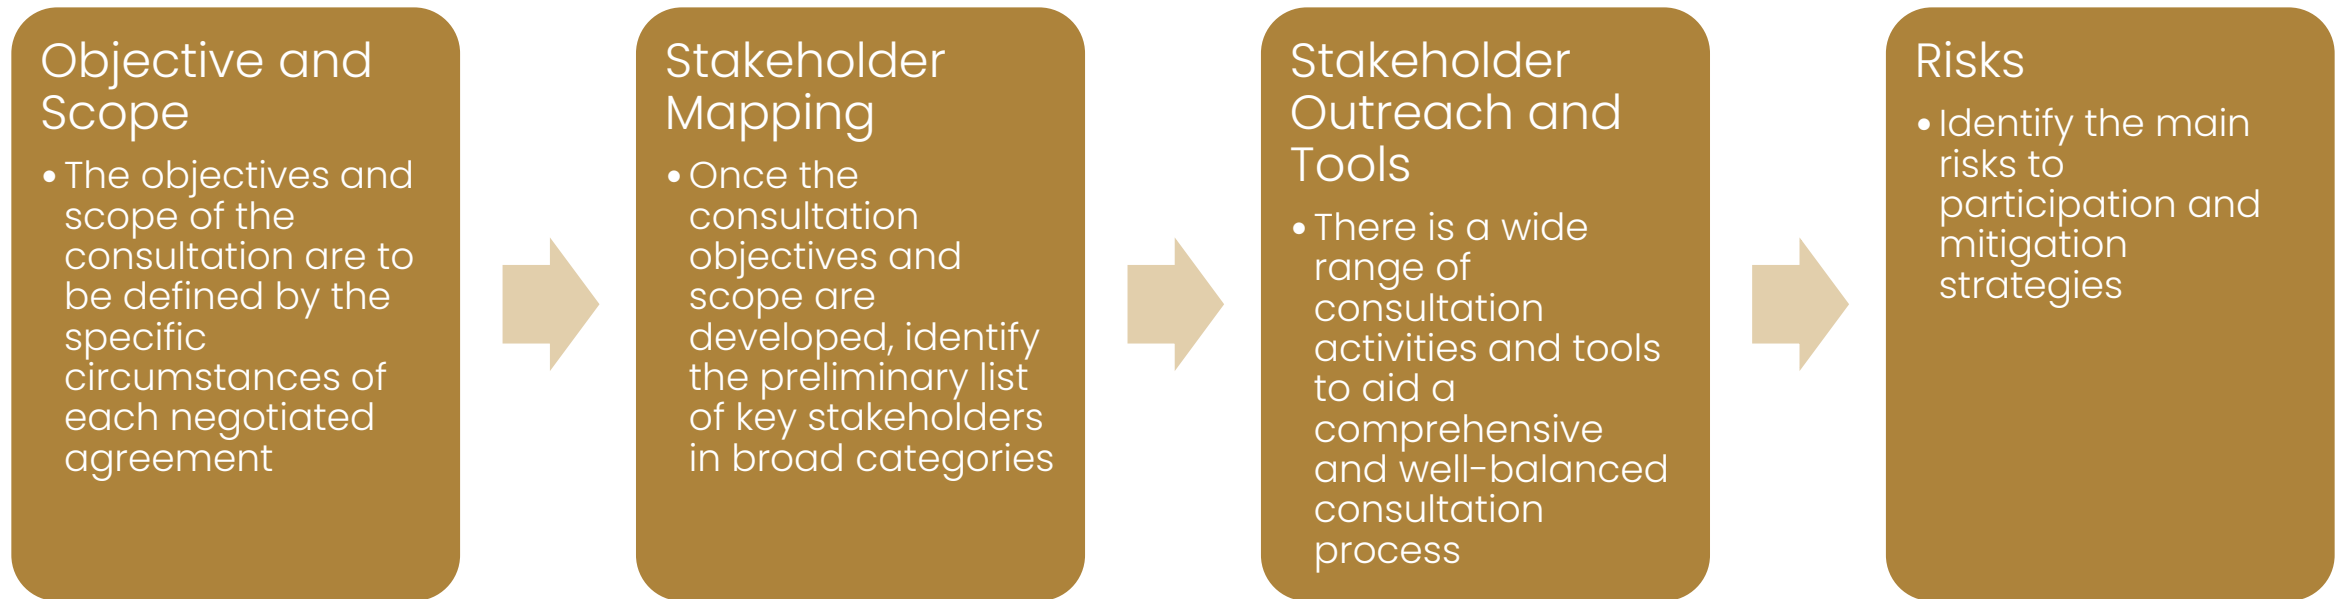 Objective and
Scope
• The objectives and
scope of the
consultation are to
be defined by the
specific
circumstances of
each negotiated
agreement
Stakeholder
Mapping
• Once the
consultation
objectives and
scope are
developed, identify
the preliminary list
of key stakeholders
in broad categories
Stakeholder
Outreach and
Tools
• There is a wide
range of
consultation
activities and tools
to aid a
comprehensive
and well-balanced
consultation
process
Risks
• Identify the main
risks to
participation and
mitigation
strategies